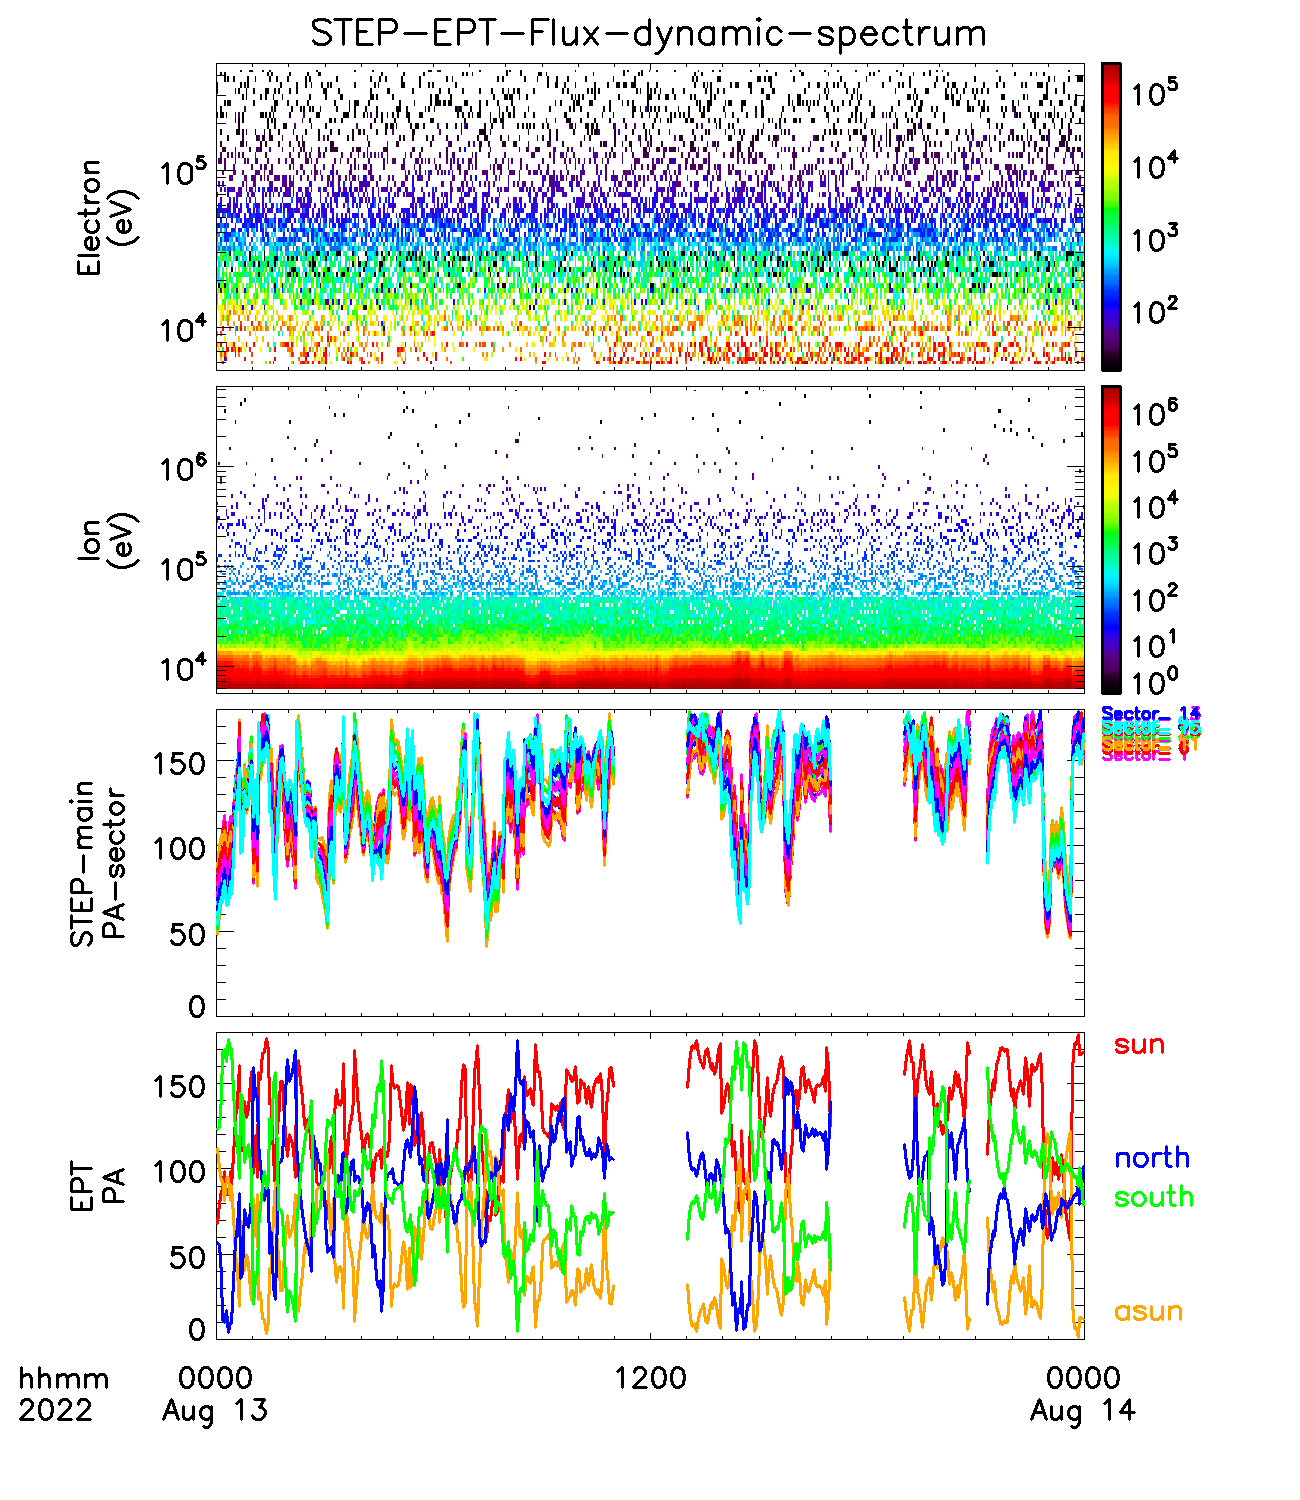 STEP-EPT-Flux-dynamic-spectrum
Electron
(eV)
10^5
10^4
10^5
10^4
10^3
10^2
Ion
(eV)
10^6
10^5
10^4
10^6
10^5
10^4
10^3
10^2
10^1
10^0
STEP-main
PA-sector
150
100
50
0
Sector_
EPT
PA
150
100
50
0
sun
north
south
asun
hhmm 0000 1200 0000
2022 Aug 13 Aug 14